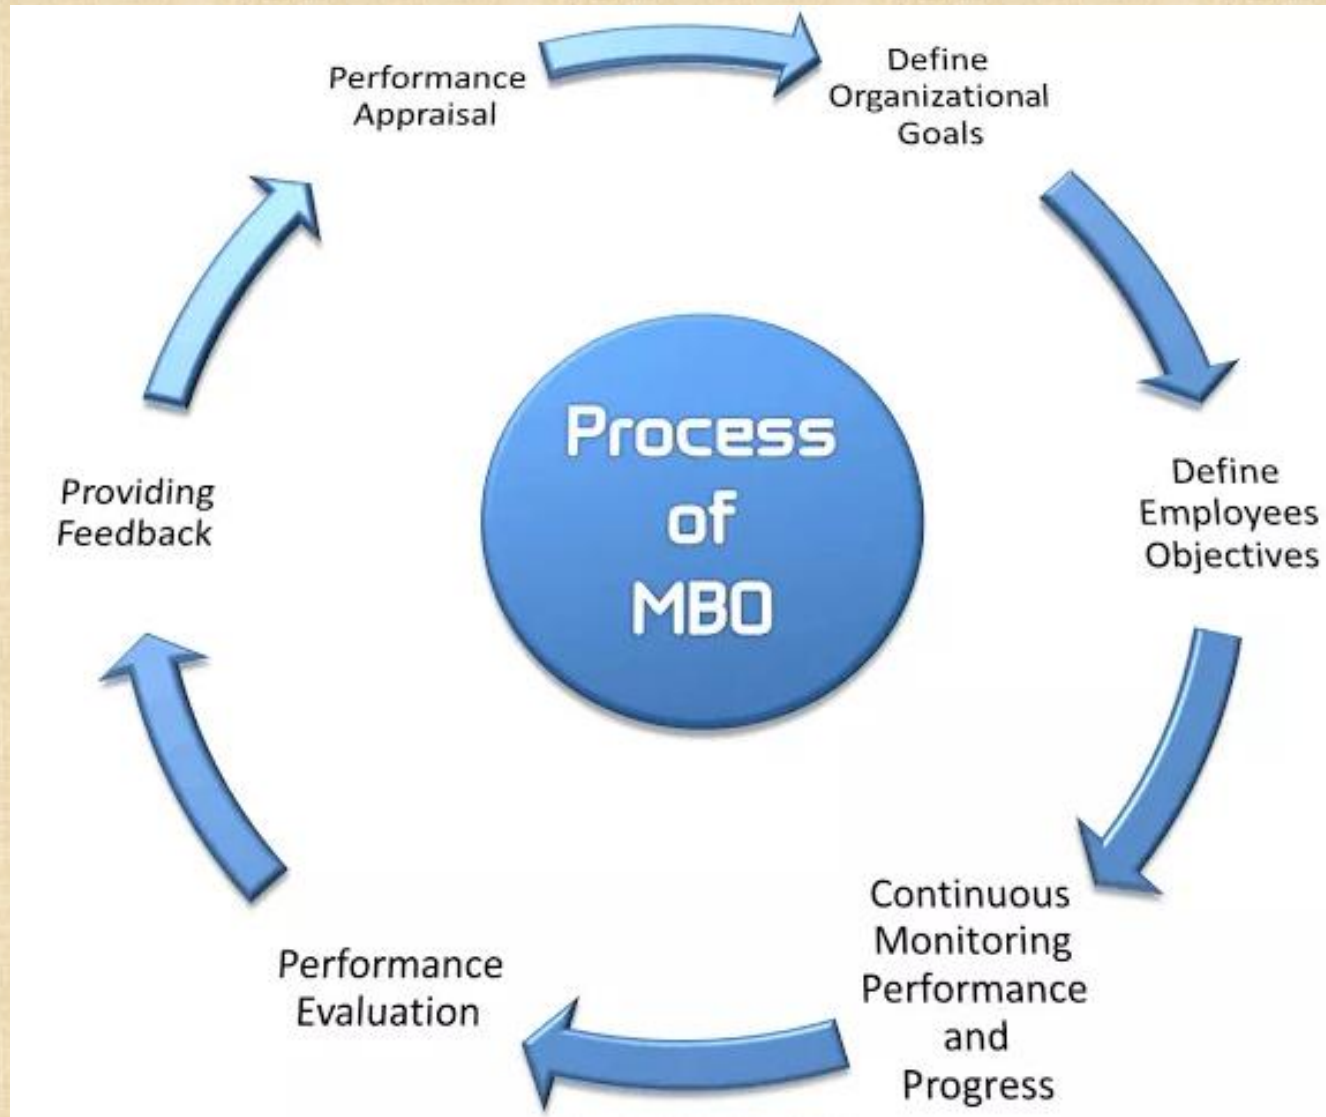 Process
of
MBO
Define
Organizational
Goals
Define
Employees
Objectives
Continuous
Monitoring
Performance
and
Progress
Performance
Evaluation
Providing
Feedback
Performance
Appraisal